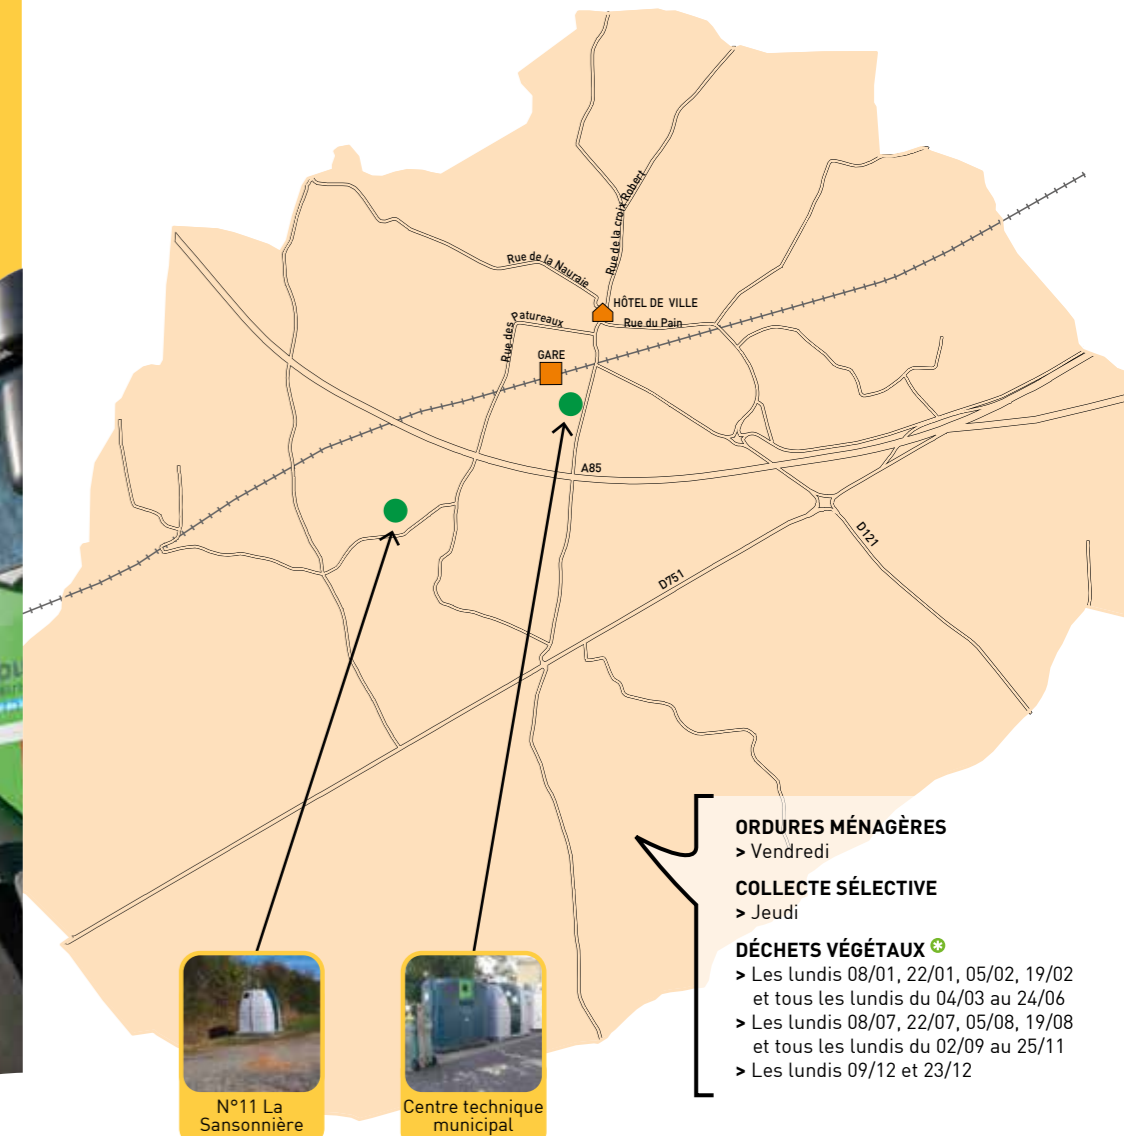 Rue de la croix Robert
Rue de la Nauraie
HÔTEL DE VILLE
Rue du Pain
Rue des Patureaux
GARE
A85
D121
D751
ORDURES MÉNAGÈRES
> Vendredi
COLLECTE SÉLECTIVE
> Jeudi
DÉCHETS VÉGÉTAUX
> Les lundis 08/01, 22/01, 05/02, 19/02
et tous les lundis du 04/03 au 24/06
> Les lundis 08/07, 22/07, 05/08, 19/08
et tous les lundis du 02/09 au 25/11
> Les lundis 09/12 et 23/12
N°11 La
Sansonnière
Centre technique
municipal